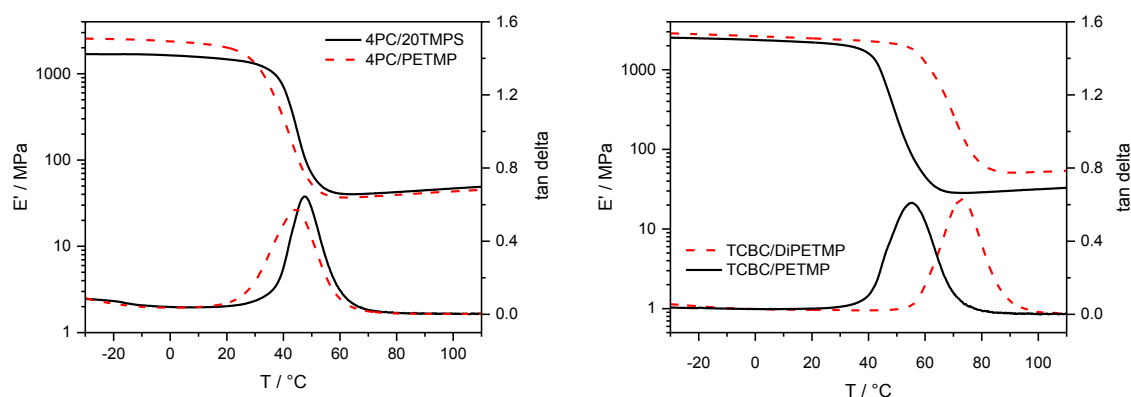 1.6
4PC/20TMPS
4PC/PETMP
1000
1.2
E' / MPa
100
0.8
tan delta
10
0.4
1
0.0
-20 0 20 40 60 80 100
T / °C
1.6
1000
1.2
E' / MPa
100
0.8
tan delta
TCBC/DiPETMP
TCBC/PETMP
10
0.4
1
0.0
-20 0 20 40 60 80 100
T / °C